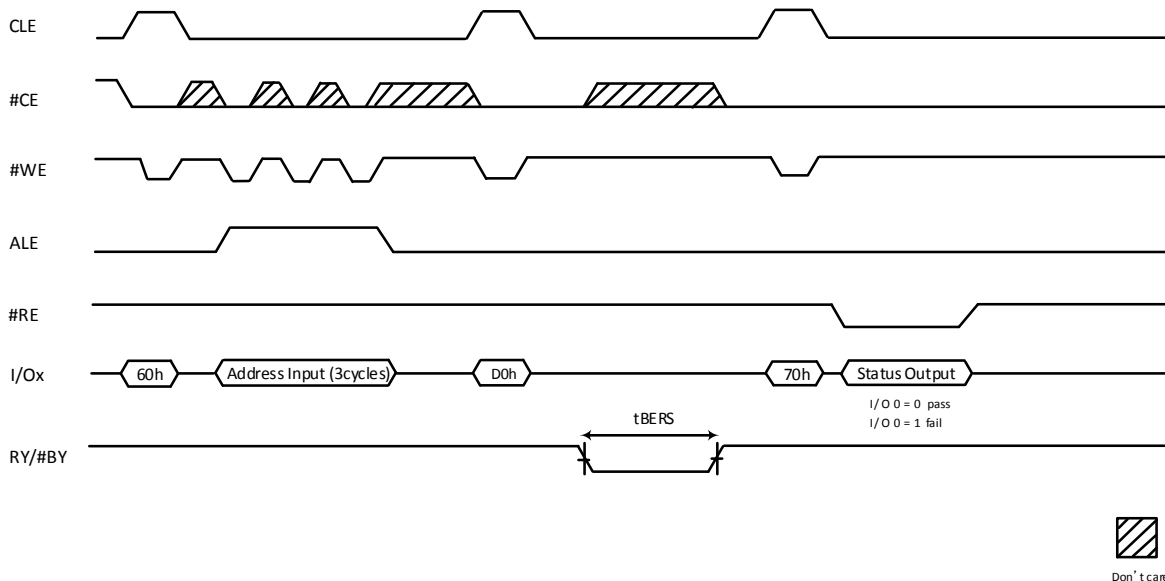 CLE
#CE
#WE
ALE
#RE
I/Ox 60h Address Input (3cycles) D0h 70h Status Output
I/O 0 = 0 pass
I/O 0 = 1 fail
tBERS
RY/#BY
Don't care